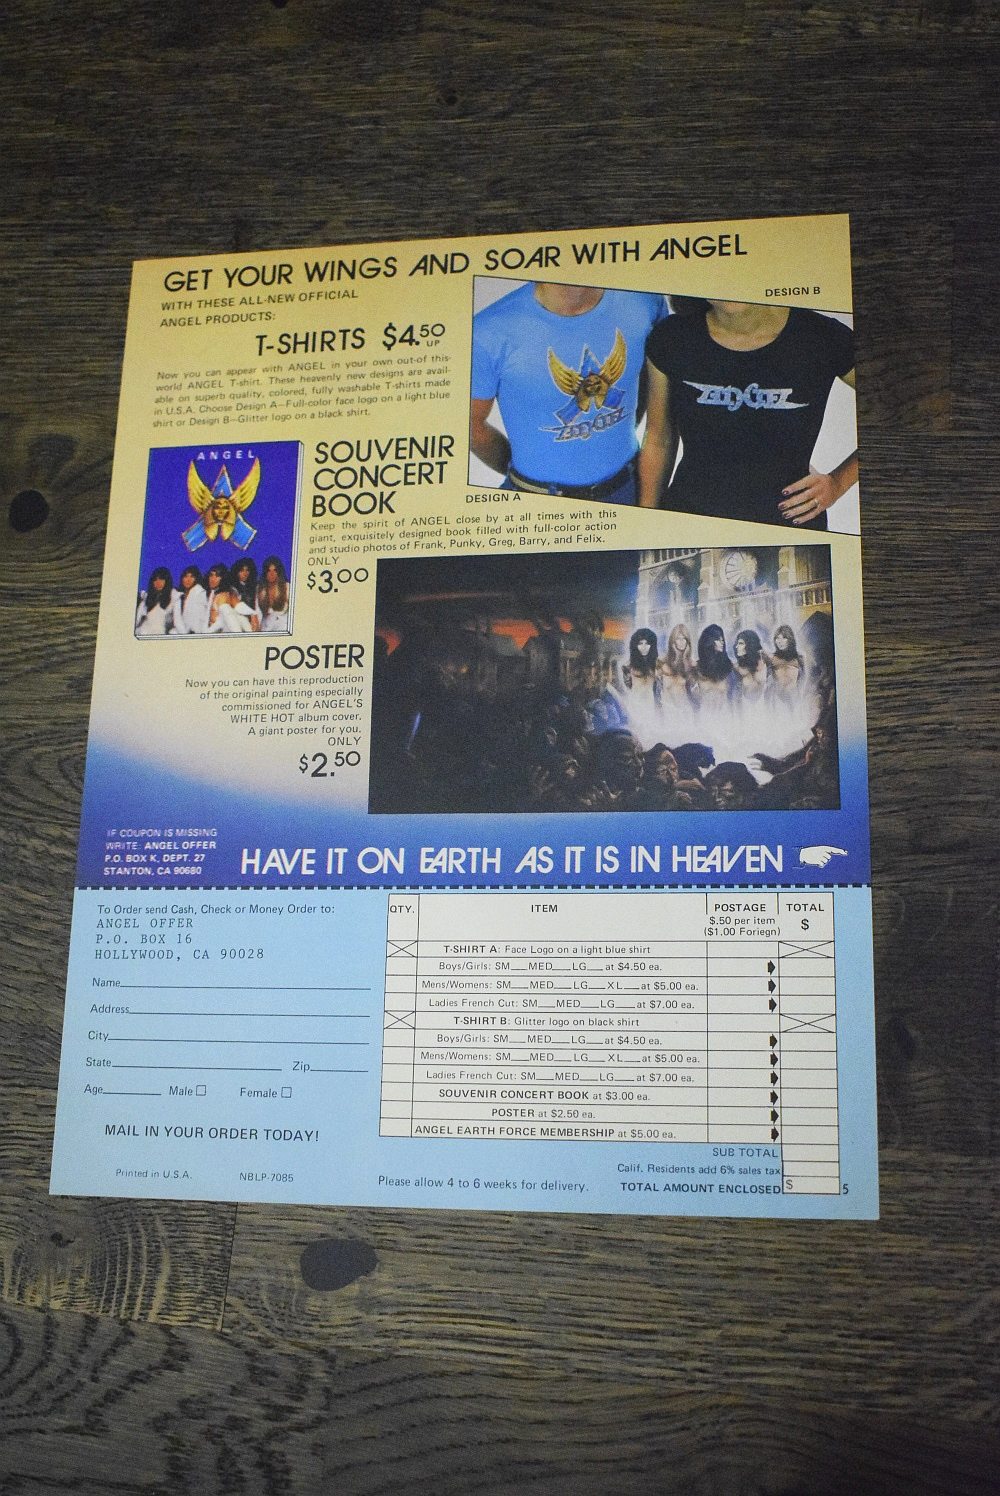 GET YOUR WINGS AND SOAR WITH ANGEL
WITH THESE ALL-NEW OFFICIAL
ANGEL PRODUCTS:
T-SHIRTS $4.50
UP
Now you can appear with ANGEL in your own out-of this-
world ANGEL T-shirt. These heavenly new designs are avail-
able on superb quality, colored, fully washable T-shirts made
in U.S.A. Choose Design A—Full-color face logo on a light blue
shirt or Design B—Glitter logo on a black shirt.
DESIGN B
ANGEL
ANGEL
DESIGN A
ANGEL
SOUVENIR
CONCERT
BOOK
Keep the spirit of ANGEL close by at all times with this
giant, exquisitely designed book filled with full-color action
and studio photos of Frank, Punky, Greg, Barry, and Felix.
ONLY
$3.00
POSTER
Now you can have this reproduction
of the original painting especially
commissioned for ANGEL'S
WHITE HOT album cover.
A giant poster for you.
ONLY
$2.50
IF COUPON IS MISSING
WRITE: ANGEL OFFER
P.O. BOX K, DEPT. 27
STANTON, CA 90680
HAVE IT ON EARTH AS IT IS IN HEAVEN
To Order send Cash, Check or Money Order to:
ANGEL OFFER
P.O. BOX 16
HOLLYWOOD, CA 90028
Name
Address
City
State Zip
Age Male Female
MAIL IN YOUR ORDER TODAY!
Printed in U.S.A. NBLP-7085
QTY. ITEM POSTAGE TOTAL
$.50 per item $
($1.00 Foriegn)
T-SHIRT A: Face Logo on a light blue shirt
Boys/Girls: SM___MED___LG___at $4.50 ea.
Mens/Womens: SM___MED___LG___XL___at $5.00 ea.
Ladies French Cut: SM___MED___LG___at $7.00 ea.
T-SHIRT B: Glitter logo on black shirt
Boys/Girls: SM___MED___LG___at $4.50 ea.
Mens/Womens: SM___MED___LG___XL___at $5.00 ea.
Ladies French Cut: SM___MED___LG___at $7.00 ea.
SOUVENIR CONCERT BOOK at $3.00 ea.
POSTER at $2.50 ea.
ANGEL EARTH FORCE MEMBERSHIP at $5.00 ea.
SUB TOTAL
Calif. Residents add 6% sales tax
Please allow 4 to 6 weeks for delivery. TOTAL AMOUNT ENCLOSED $ 5